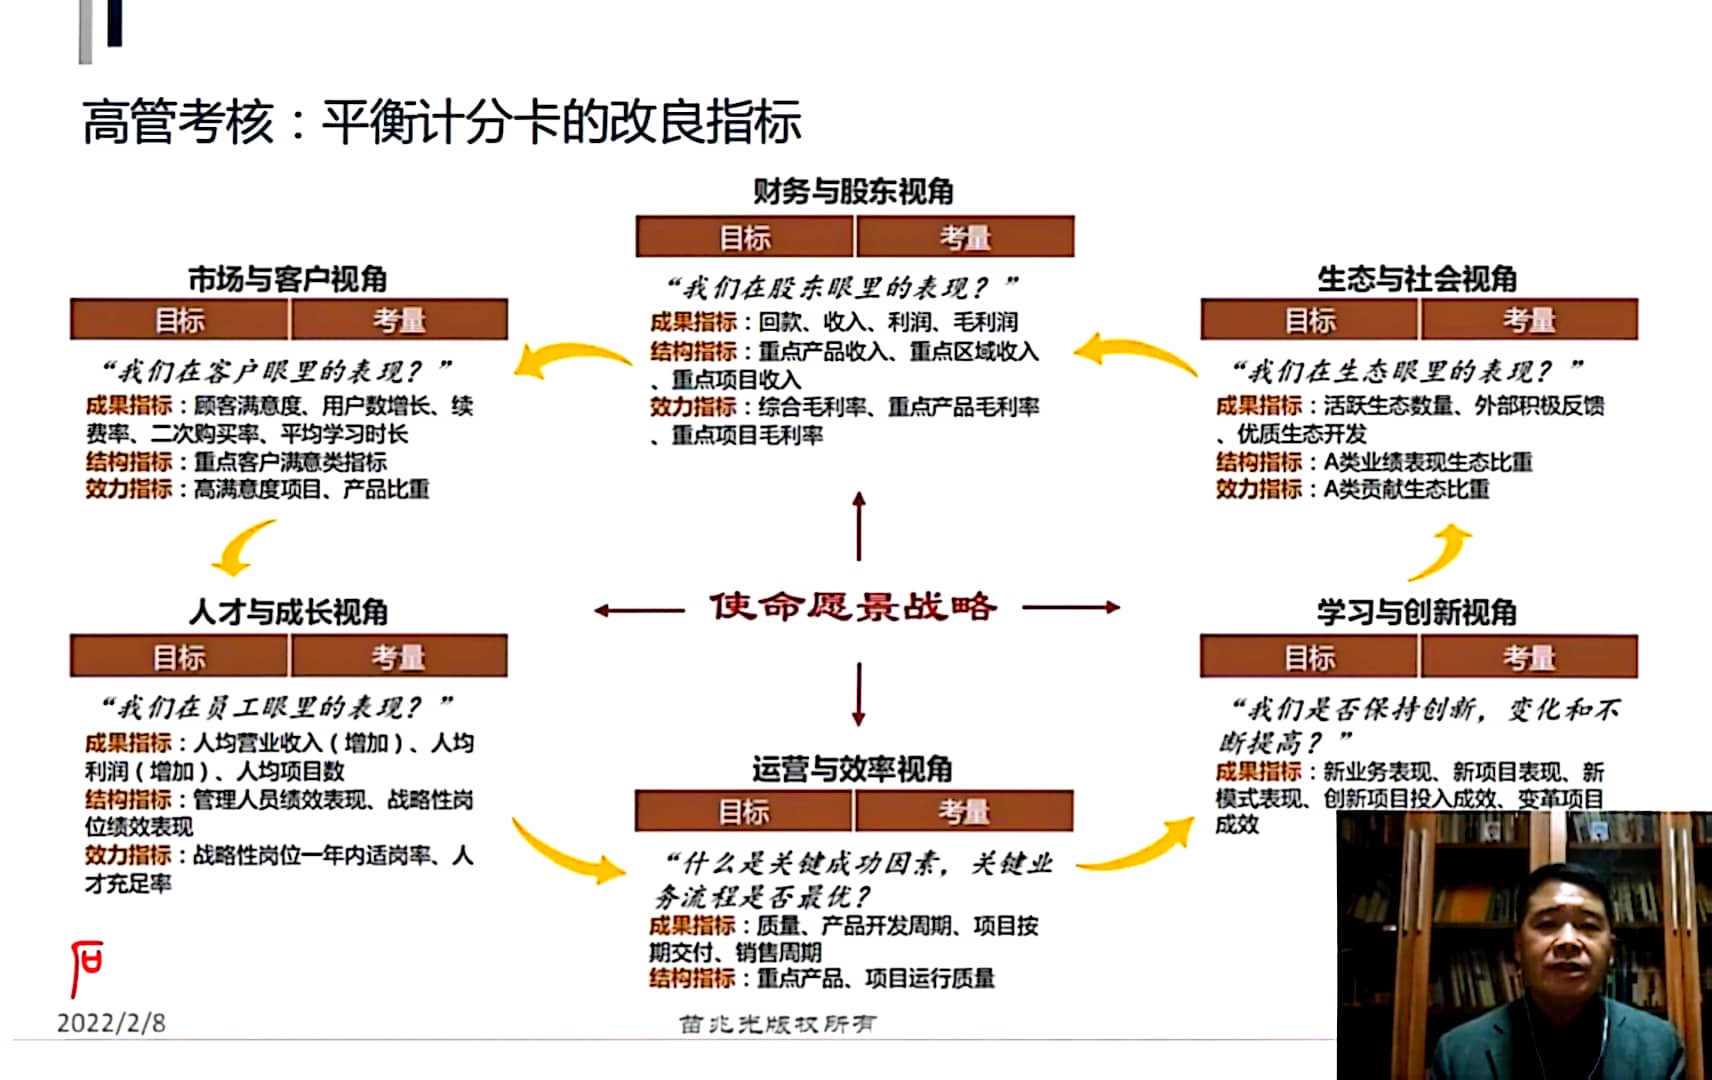 高管考核：平衡计分卡的改良指标
财务与股东视角
目标 考量
“我们在股东眼里的表现？”
成果指标：回款、收入、利润、毛利润
结构指标：重点产品收入、重点区域收入
、重点项目收入
效力指标：综合毛利率、重点产品毛利率
、重点项目毛利率
市场与客户视角
目标 考量
“我们在客户眼里的表现？”
成果指标：顾客满意度、用户数增长、续
费率、二次购买率、平均学习时长
结构指标：重点客户满意类指标
效力指标：高满意度项目、产品比重
生态与社会视角
目标 考量
“我们在生态眼里的表现？”
成果指标：活跃生态数量、外部积极反馈
、优质生态开发
结构指标：A类业绩表现生态比重
效力指标：A类贡献生态比重
使命愿景战略
人才与成长视角
目标 考量
“我们在员工眼里的表现？”
成果指标：人均营业收入（增加）、人均
利润（增加）、人均项目数
结构指标：管理人员绩效表现、战略性岗
位绩效表现
效力指标：战略性岗位一年内适岗率、人
才充足率
运营与效率视角
目标 考量
“什么是关键成功因素，关键业
务流程是否最优？
成果指标：质量、产品开发周期、项目按
期交付、销售周期
结构指标：重点产品、项目运行质量
学习与创新视角
目标 考量
“我们是否保持创新，变化和不
断提高？”
成果指标：新业务表现、新项目表现、新
模式表现、创新项目投入成效、变革项目
成效
2022/2/8
苗兆光版权所有